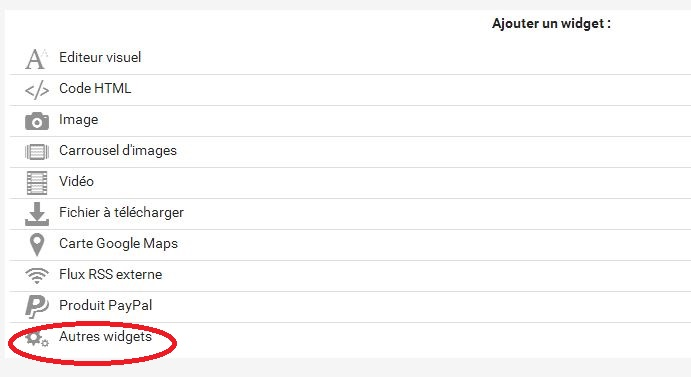 Ajouter un widget :
Editeur visuel
Code HTML
Image
Carrousel d'images
Vidéo
Fichier à télécharger
Carte Google Maps
Flux RSS externe
Produit PayPal
Autres widgets